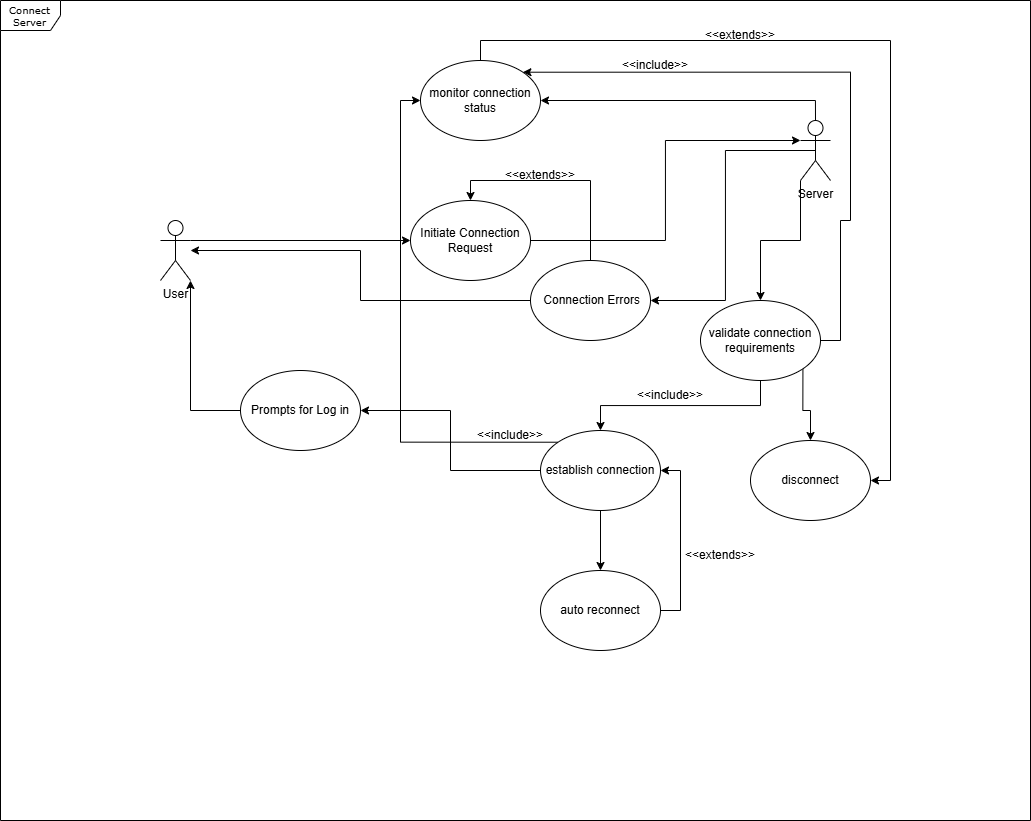 Connect
Server
<<extends>>
<<include>>
monitor connection
status
<<extends>>
Server
Initiate Connection
Request
User
Connection Errors
validate connection
requirements
<<include>>
Prompts for Log in
<<include>>
establish connection
disconnect
<<extends>>
auto reconnect